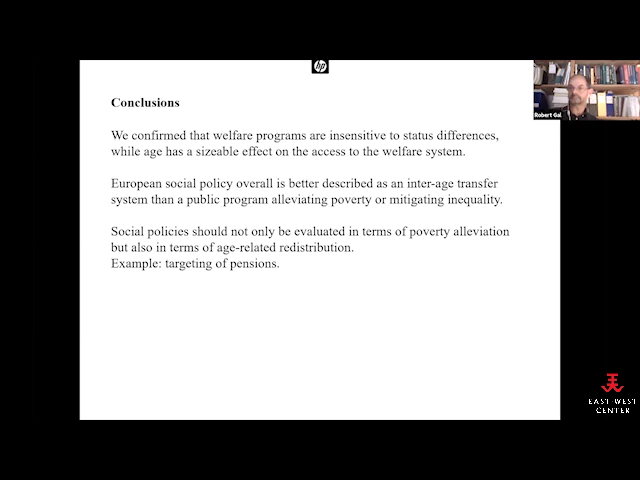 hp
Conclusions
We confirmed that welfare programs are insensitive to status differences,
while age has a sizeable effect on the access to the welfare system.
European social policy overall is better described as an inter-age transfer
system than a public program alleviating poverty or mitigating inequality.
Social policies should not only be evaluated in terms of poverty alleviation
but also in terms of age-related redistribution.
Example: targeting of pensions.
Robert Gal
EAST-WEST
CENTER